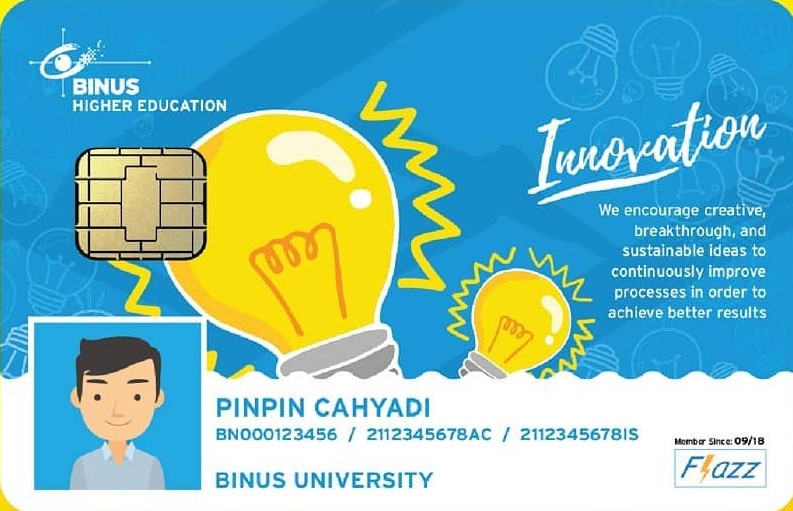 BINUS
HIGHER EDUCATION
Innovation
We encourage creative,
breakthrough, and
sustainable ideas to
continuously improve
processes in order to
achieve better results
PINPIN CAHYADI
BN000123456 / 2112345678AC / 2112345678IS
BINUS UNIVERSITY
Member Since: 09/18
Flazz